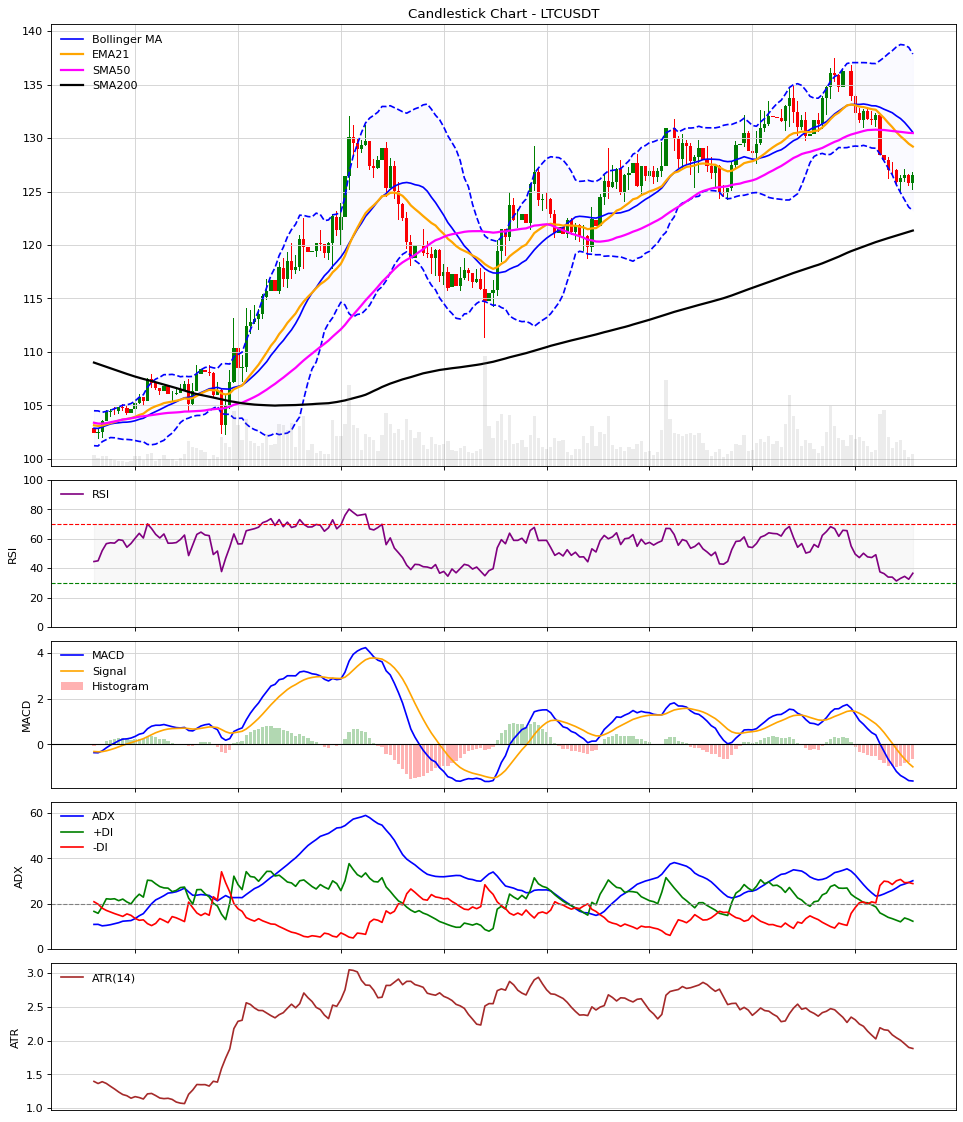 Candlestick Chart - LTCUSDT
140
135
130
125
120
115
110
105
100
Bollinger MA
EMA21
SMA50
SMA200
100
80
60
40
20
0
RSI
RSI
4
2
0
MACD
MACD
Signal
Histogram
60
40
20
0
ADX
ADX
+DI
-DI
3.0
2.5
2.0
1.5
1.0
ATR
ATR(14)